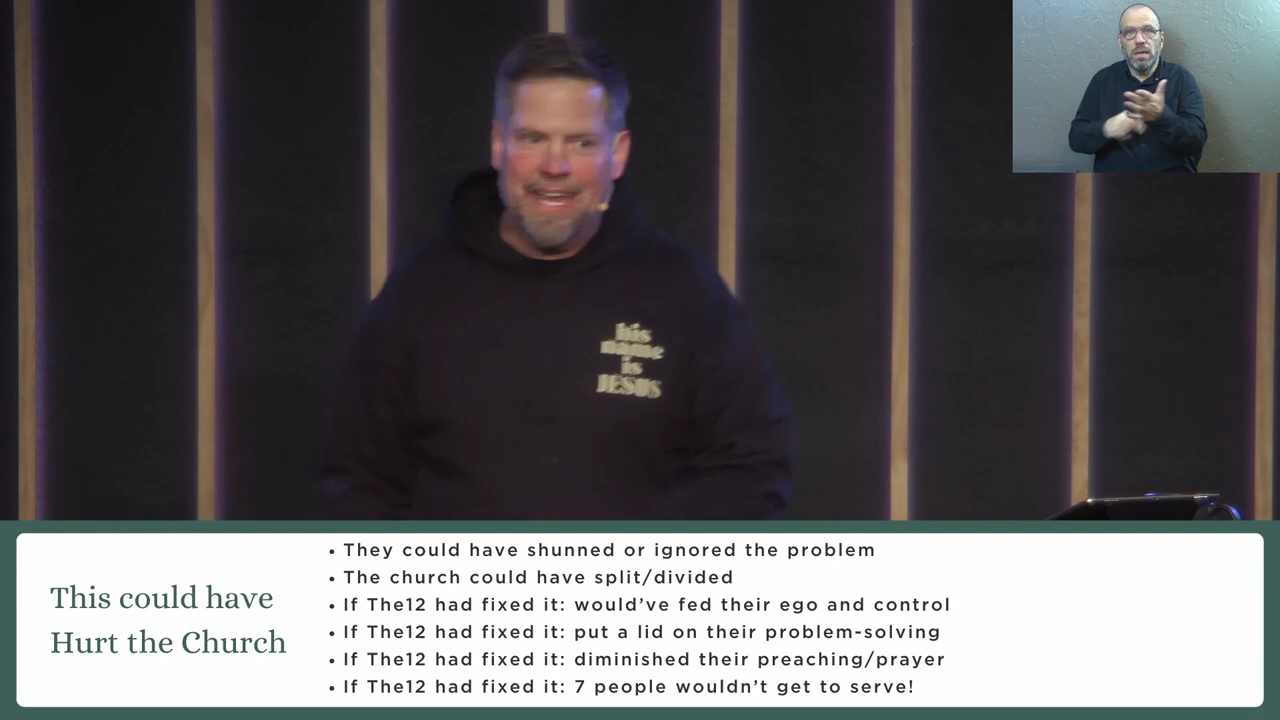 his
name
is
JESUS
This could have
Hurt the Church
• They could have shunned or ignored the problem
• The church could have split/divided
• If The12 had fixed it: would’ve fed their ego and control
• If The12 had fixed it: put a lid on their problem-solving
• If The12 had fixed it: diminished their preaching/prayer
• If The12 had fixed it: 7 people wouldn’t get to serve!